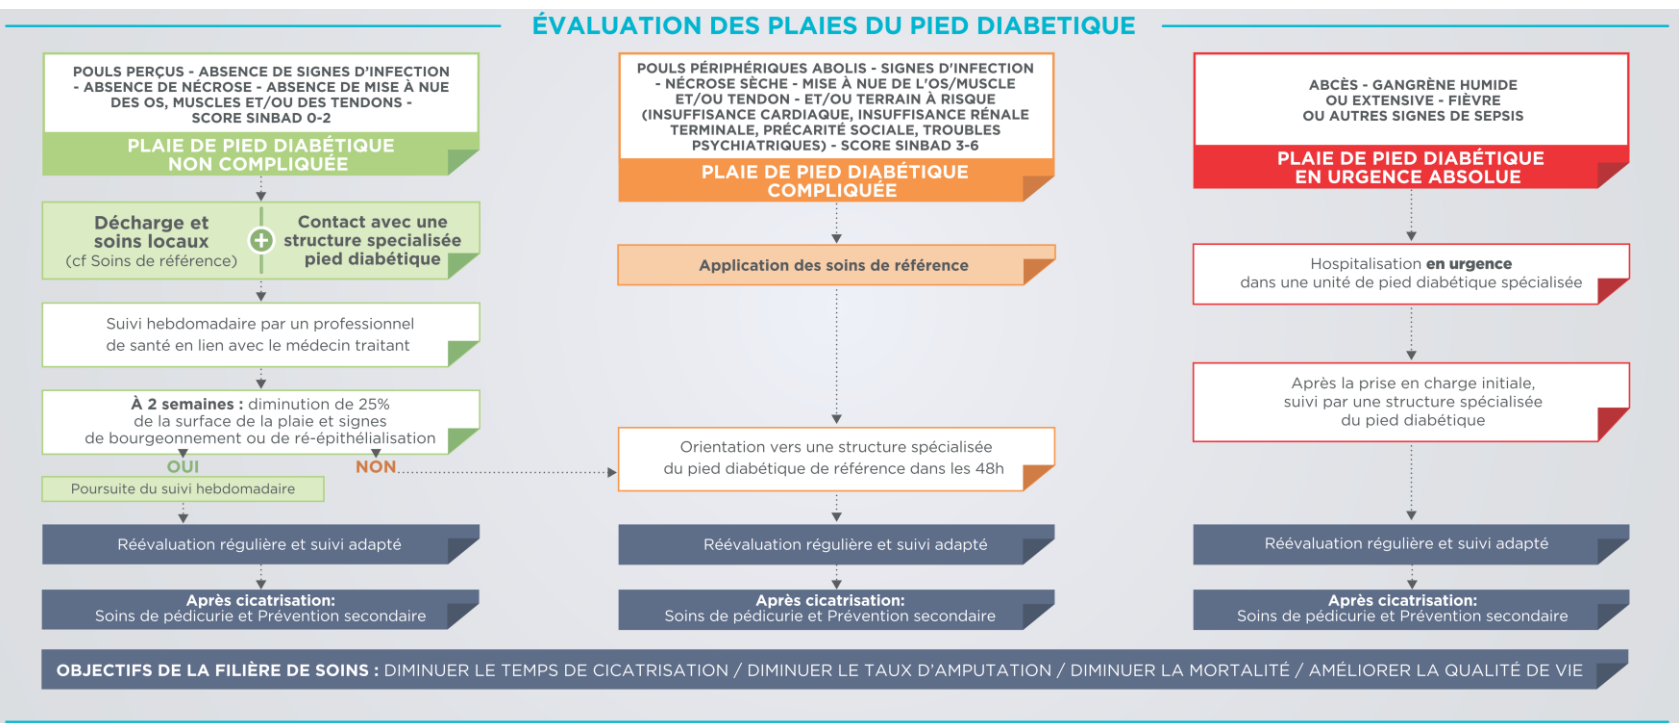 ÉVALUATION DES PLAIES DU PIED DIABETIQUE
POULS PERÇUS - ABSENCE DE SIGNES D'INFECTION
- ABSENCE DE NÉCROSE - ABSENCE DE MISE À NUE
DES OS, MUSCLES ET/OU DES TENDONS -
SCORE SINBAD 0-2
PLAIE DE PIED DIABÉTIQUE
NON COMPLIQUÉE
Décharge et
soins locaux
(cf Soins de référence)
+
Contact avec une
structure specialisée
pied diabétique
Suivi hebdomadaire par un professionnel
de santé en lien avec le médecin traitant
À 2 semaines : diminution de 25%
de la surface de la plaie et signes
de bourgeonnement ou de ré-épithélialisation
OUI
NON
Poursuite du suivi hebdomadaire
Réévaluation régulière et suivi adapté
Après cicatrisation:
Soins de pédicurie et Prévention secondaire
POULS PÉRIPHÉRIQUES ABOLIS - SIGNES D'INFECTION
- NÉCROSE SÈCHE - MISE À NUE DE L'OS/MUSCLE
ET/OU TENDON - ET/OU TERRAIN À RISQUE
(INSUFFISANCE CARDIAQUE, INSUFFISANCE RÉNALE
TERMINALE, PRÉCARITÉ SOCIALE, TROUBLES
PSYCHIATRIQUES) - SCORE SINBAD 3-6
PLAIE DE PIED DIABÉTIQUE
COMPLIQUÉE
Application des soins de référence
Orientation vers une structure spécialisée
du pied diabétique de référence dans les 48h
Réévaluation régulière et suivi adapté
Après cicatrisation:
Soins de pédicurie et Prévention secondaire
ABCÈS - GANGRÈNE HUMIDE
OU EXTENSIVE - FIÈVRE
OU AUTRES SIGNES DE SEPSIS
PLAIE DE PIED DIABÉTIQUE
EN URGENCE ABSOLUE
Hospitalisation en urgence
dans une unité de pied diabétique spécialisée
Après la prise en charge initiale,
suivi par une structure spécialisée
du pied diabétique
Réévaluation régulière et suivi adapté
Après cicatrisation:
Soins de pédicurie et Prévention secondaire
OBJECTIFS DE LA FILIÈRE DE SOINS : DIMINUER LE TEMPS DE CICATRISATION / DIMINUER LE TAUX D'AMPUTATION / DIMINUER LA MORTALITÉ / AMÉLIORER LA QUALITÉ DE VIE